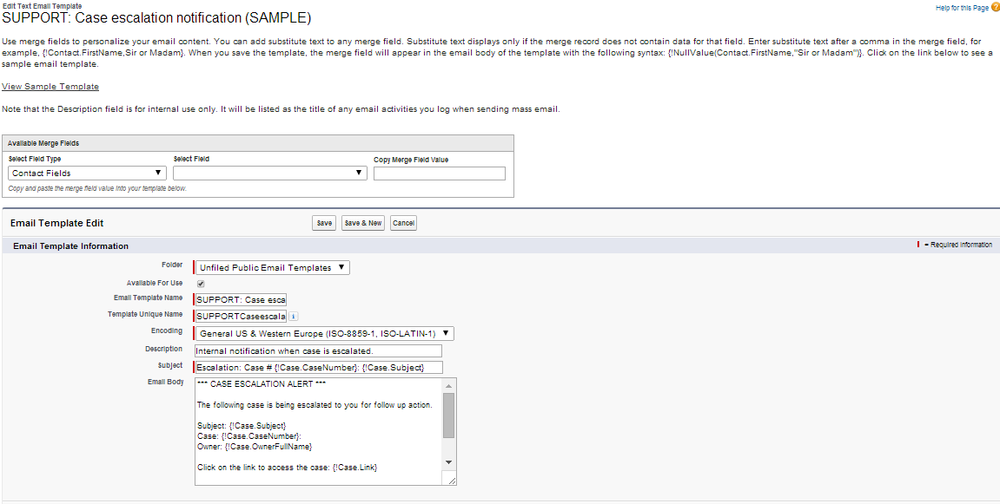 Edit Text Email Template
SUPPORT: Case escalation notification (SAMPLE)
Help for this Page ?
Use merge fields to personalize your email content. You can add substitute text to any merge field. Substitute text displays only if the merge record does not contain data for that field. Enter substitute text after a comma in the merge field, for
example, {!Contact.FirstName,Sir or Madam}. When you save the template, the merge field will appear in the email body of the template with the following syntax: {!NullValue(Contact.FirstName,"Sir or Madam")}. Click on the link below to see a
sample email template.
View Sample Template
Note that the Description field is for internal use only. It will be listed as the title of any email activities you log when sending mass email.
Available Merge Fields
Select Field Type Select Field Copy Merge Field Value
Contact Fields
Copy and paste the merge field value into your template below.
Email Template Edit Save Save & New Cancel
Email Template Information = Required Information
Folder Unfiled Public Email Templates
Available For Use
Email Template Name SUPPORT: Case esca
Template Unique Name SUPPORTCaseescala i
Encoding General US & Western Europe (ISO-8859-1, ISO-LATIN-1)
Description Internal notification when case is escalated.
Subject Escalation: Case # {!Case.CaseNumber}: {!Case.Subject}
Email Body *** CASE ESCALATION ALERT ***
The following case is being escalated to you for follow up action.
Subject: {!Case.Subject}
Case: {!Case.CaseNumber}:
Owner: {!Case.OwnerFullName}
Click on the link to access the case: {!Case.Link}